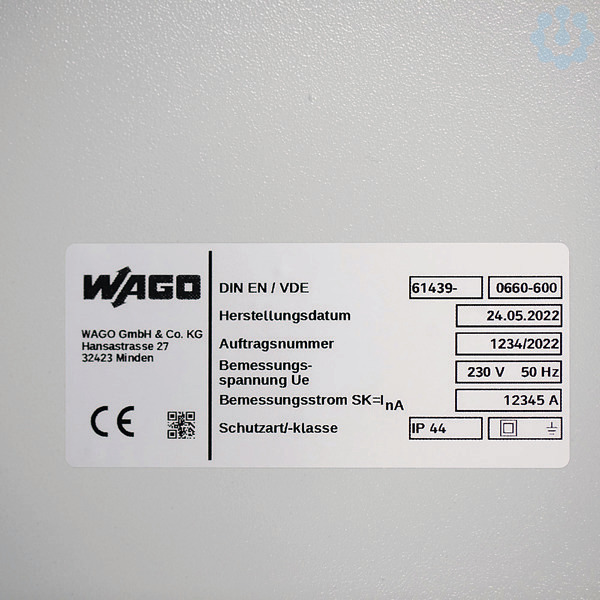 WAGO
WAGO GmbH & Co. KG
Hansastrasse 27
32423 Minden
CE
DIN EN / VDE 61439- 0660-600
Herstellungsdatum 24.05.2022
Auftragsnummer 1234/2022
Bemessungs-
spannung Ue 230 V 50 Hz
Bemessungsstrom SK=InA 12345 A
Schutzart/-klasse IP 44